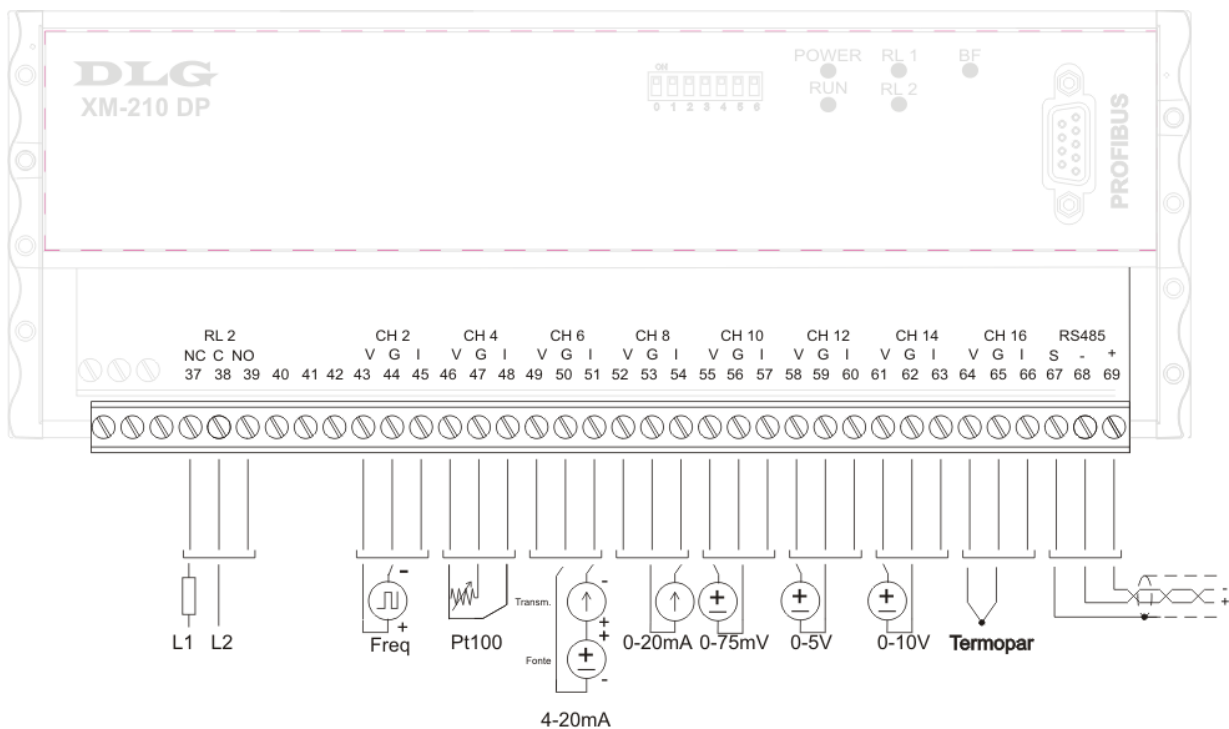 DLG
XM-210 DP
ON
0 1 2 3 4 5 6
POWER RL 1 BF
RUN RL 2
PROFIBUS
RL 2 CH 2 CH 4 CH 6 CH 8 CH 10 CH 12 CH 14 CH 16 RS485
NC C NO V G I V G I V G I V G I V G I V G I V G I V G I S - +
37 38 39 40 41 42 43 44 45 46 47 48 49 50 51 52 53 54 55 56 57 58 59 60 61 62 63 64 65 66 67 68 69
L1 L2
- + Freq
Pt100
Transm. - +
Fonte + -
4-20mA
0-20mA
0-75mV
0-5V
0-10V
Termopar
-
+